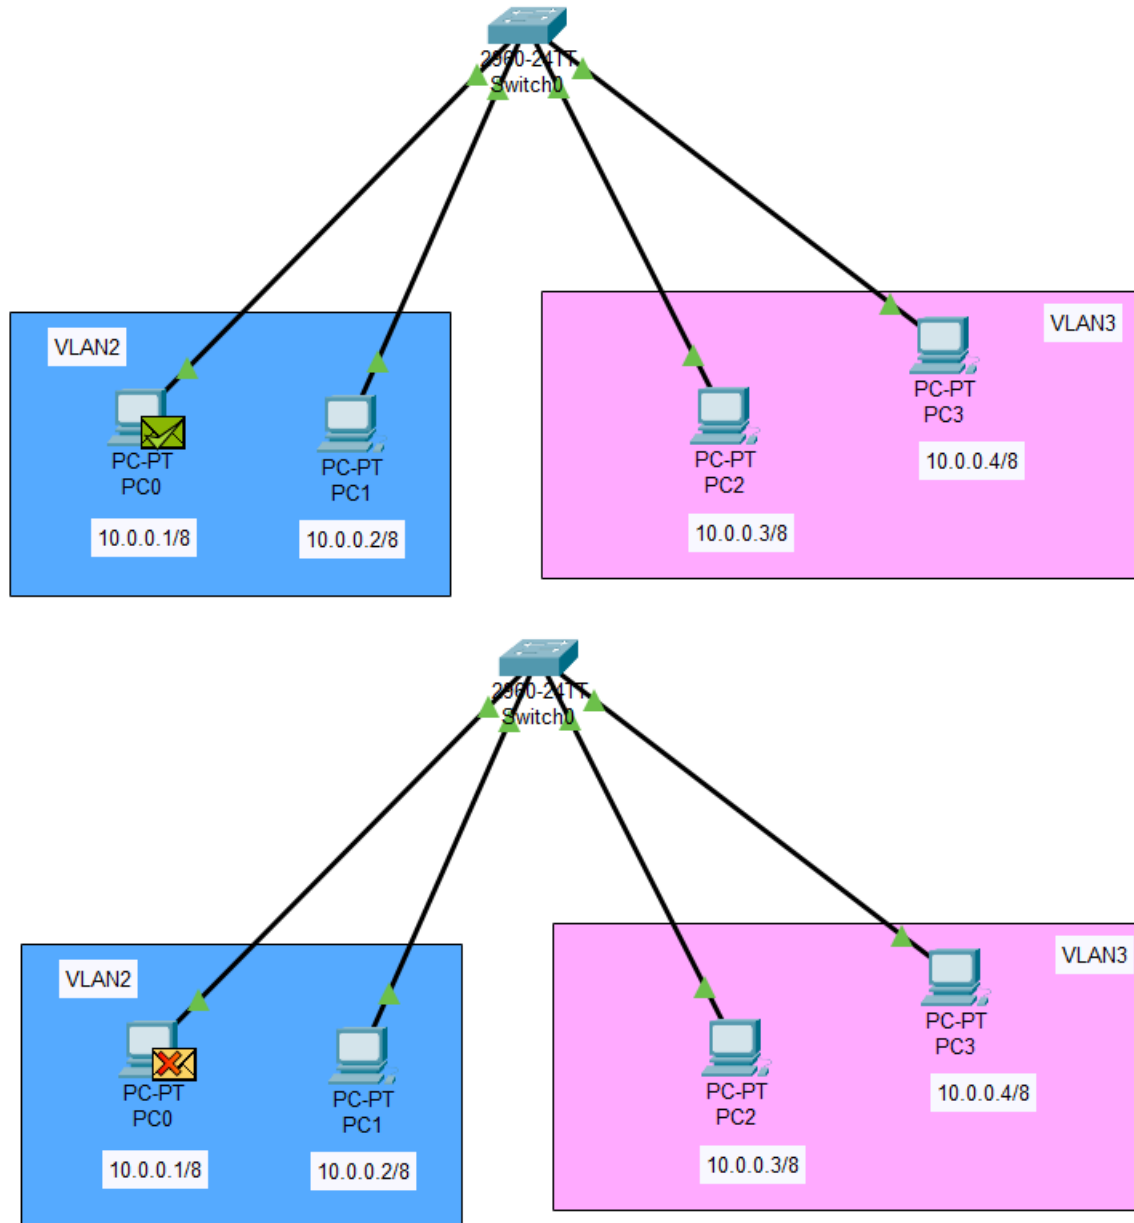 2960-24TT
Switch0
VLAN2
VLAN3
PC-PT
PC3
10.0.0.4/8
PC-PT
PC0
PC-PT
PC1
PC-PT
PC2
10.0.0.1/8
10.0.0.2/8
10.0.0.3/8
2960-24TT
Switch0
VLAN2
VLAN3
PC-PT
PC3
10.0.0.4/8
PC-PT
PC0
PC-PT
PC1
PC-PT
PC2
10.0.0.1/8
10.0.0.2/8
10.0.0.3/8